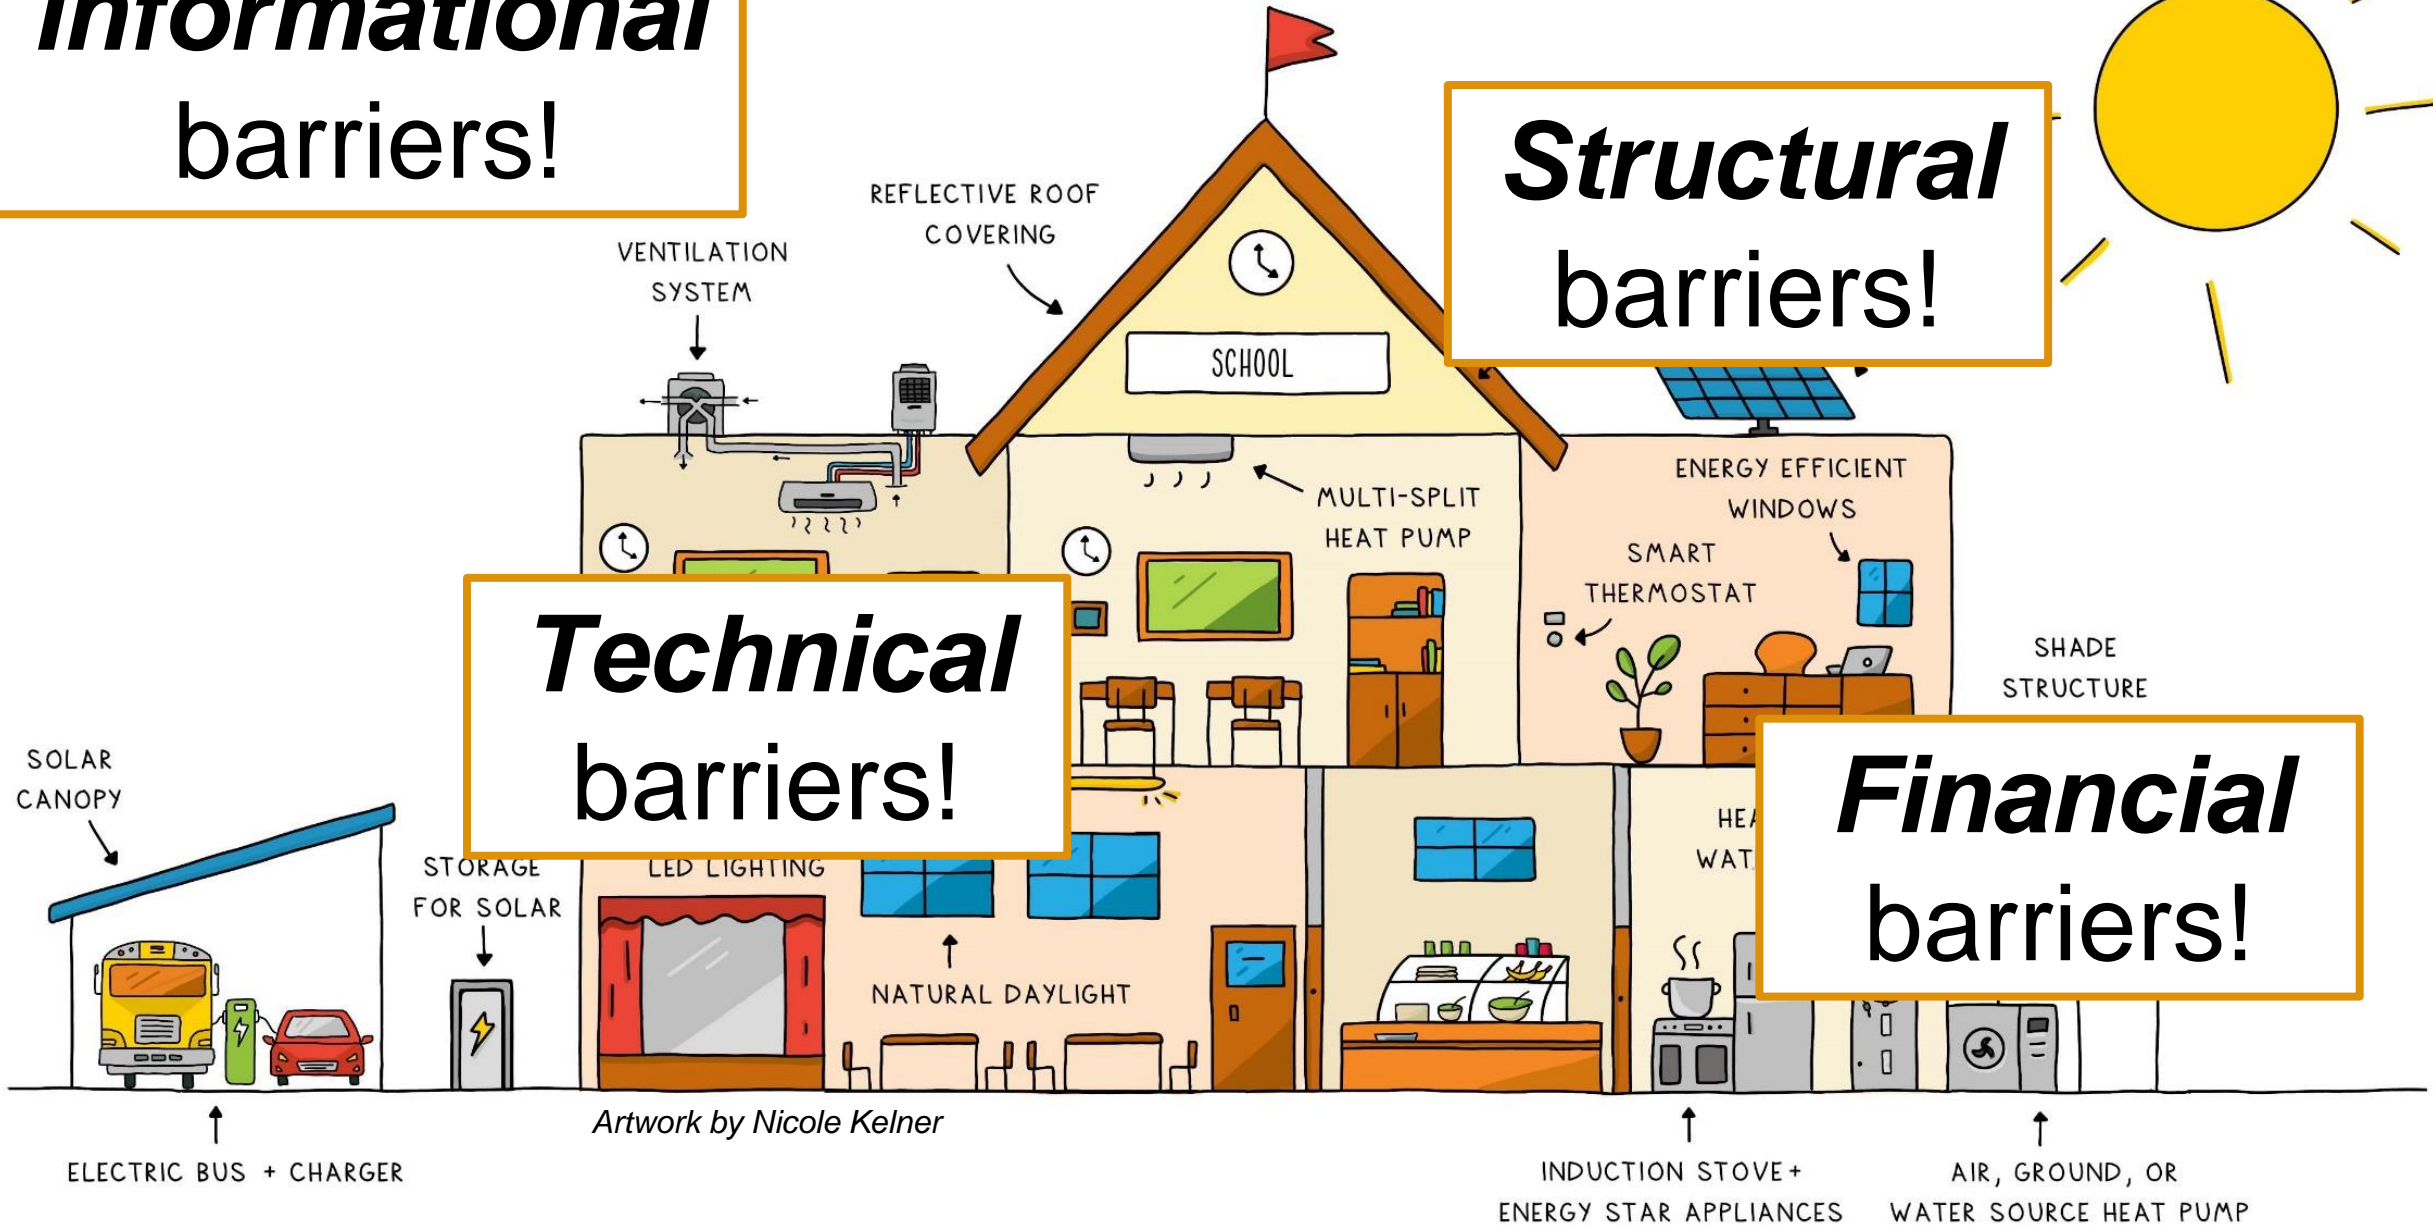 Informational
barriers!
Structural
barriers!
REFLECTIVE ROOF
COVERING
VENTILATION
SYSTEM
SCHOOL
ENERGY EFFICIENT
WINDOWS
MULTI-SPLIT
HEAT PUMP
SMART
THERMOSTAT
Technical
barriers!
SHADE
STRUCTURE
SOLAR
CANOPY
Financial
barriers!
STORAGE
FOR SOLAR
LED LIGHTING
NATURAL DAYLIGHT
Artwork by Nicole Kelner
ELECTRIC BUS + CHARGER
INDUCTION STOVE +
ENERGY STAR APPLIANCES
AIR, GROUND, OR
WATER SOURCE HEAT PUMP